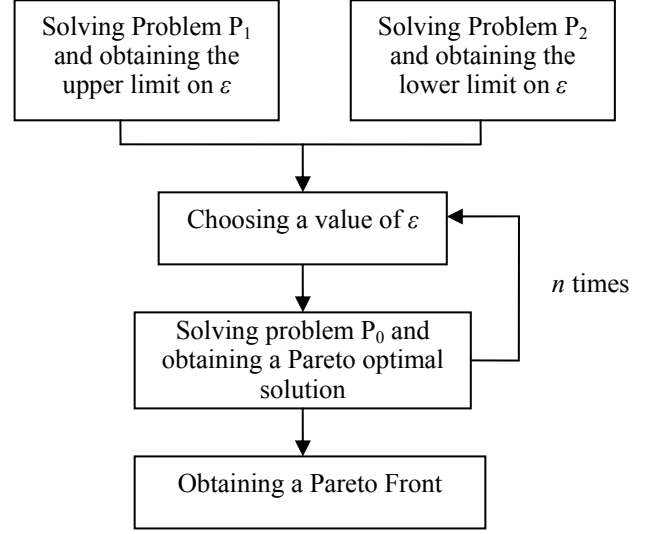 Solving Problem P₁
and obtaining the
upper limit on ε
Solving Problem P₂
and obtaining the
lower limit on ε
Choosing a value of ε
n times
Solving problem P₀ and
obtaining a Pareto optimal
solution
Obtaining a Pareto Front